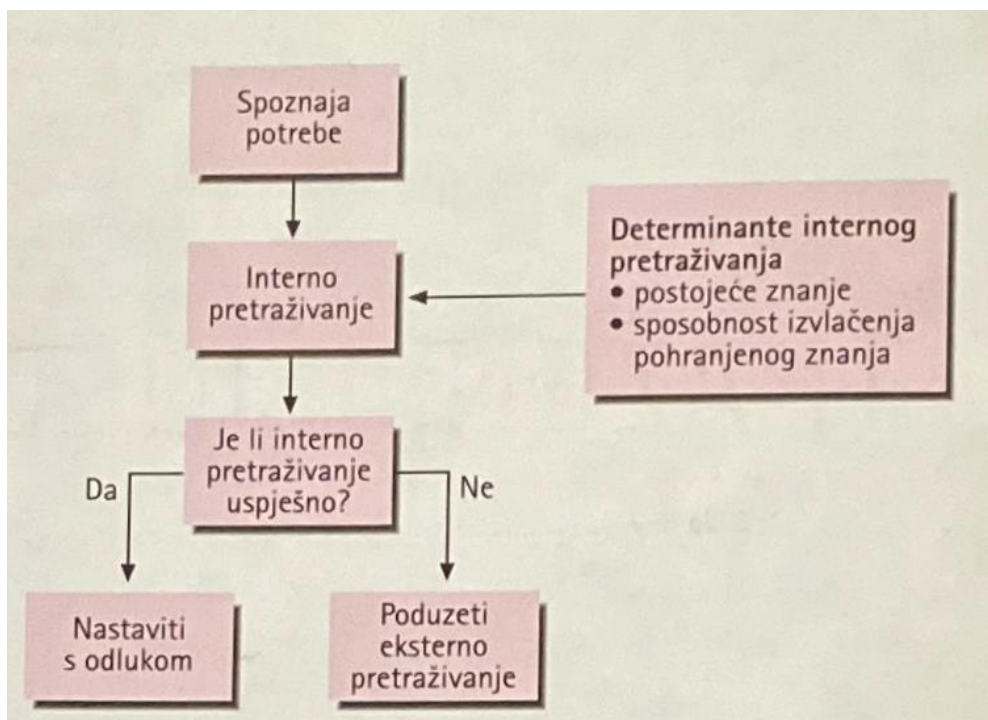 Spoznaja
potrebe
Interno
pretraživanje
Determinante internog
pretraživanja
• postojeće znanje
• sposobnost izvlačenja
pohranjenog znanja
Je li interno
pretraživanje
uspješno?
Da
Ne
Nastaviti
s odlukom
Poduzeti
eksterno
pretraživanje